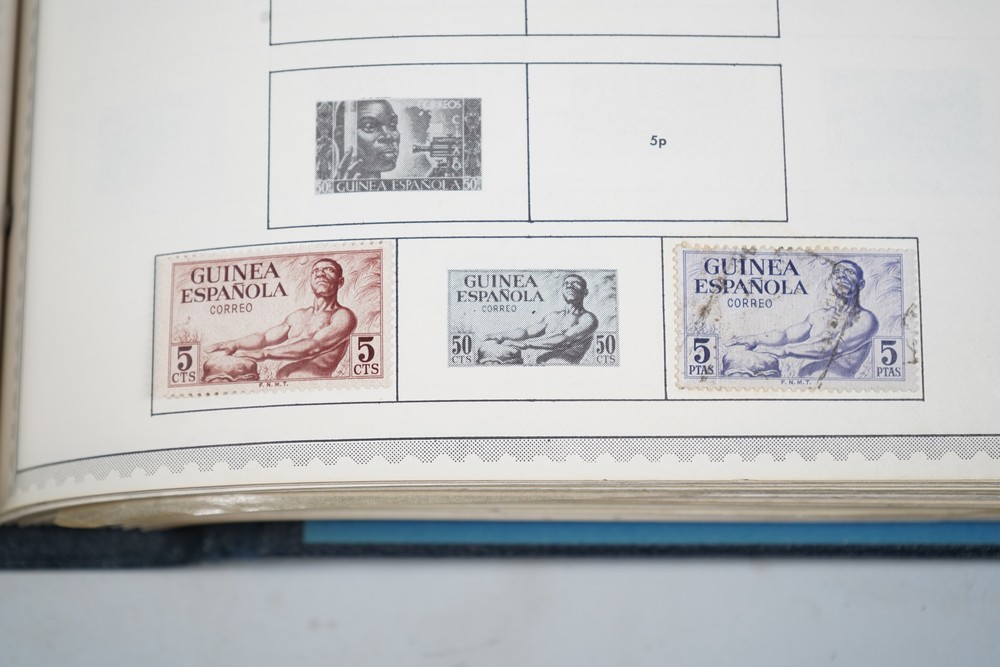 CORREOS
50
GUINEA ESPAÑOLA
50
5p
GUINEA
ESPAÑOLA
CORREO
5
CTS
5
CTS
F.N.M.T.
GUINEA
ESPAÑOLA
CORREO
50
CTS
50
CTS
GUINEA
ESPAÑOLA
CORREO
5
PTAS
5
PTAS
F.N.M.T.